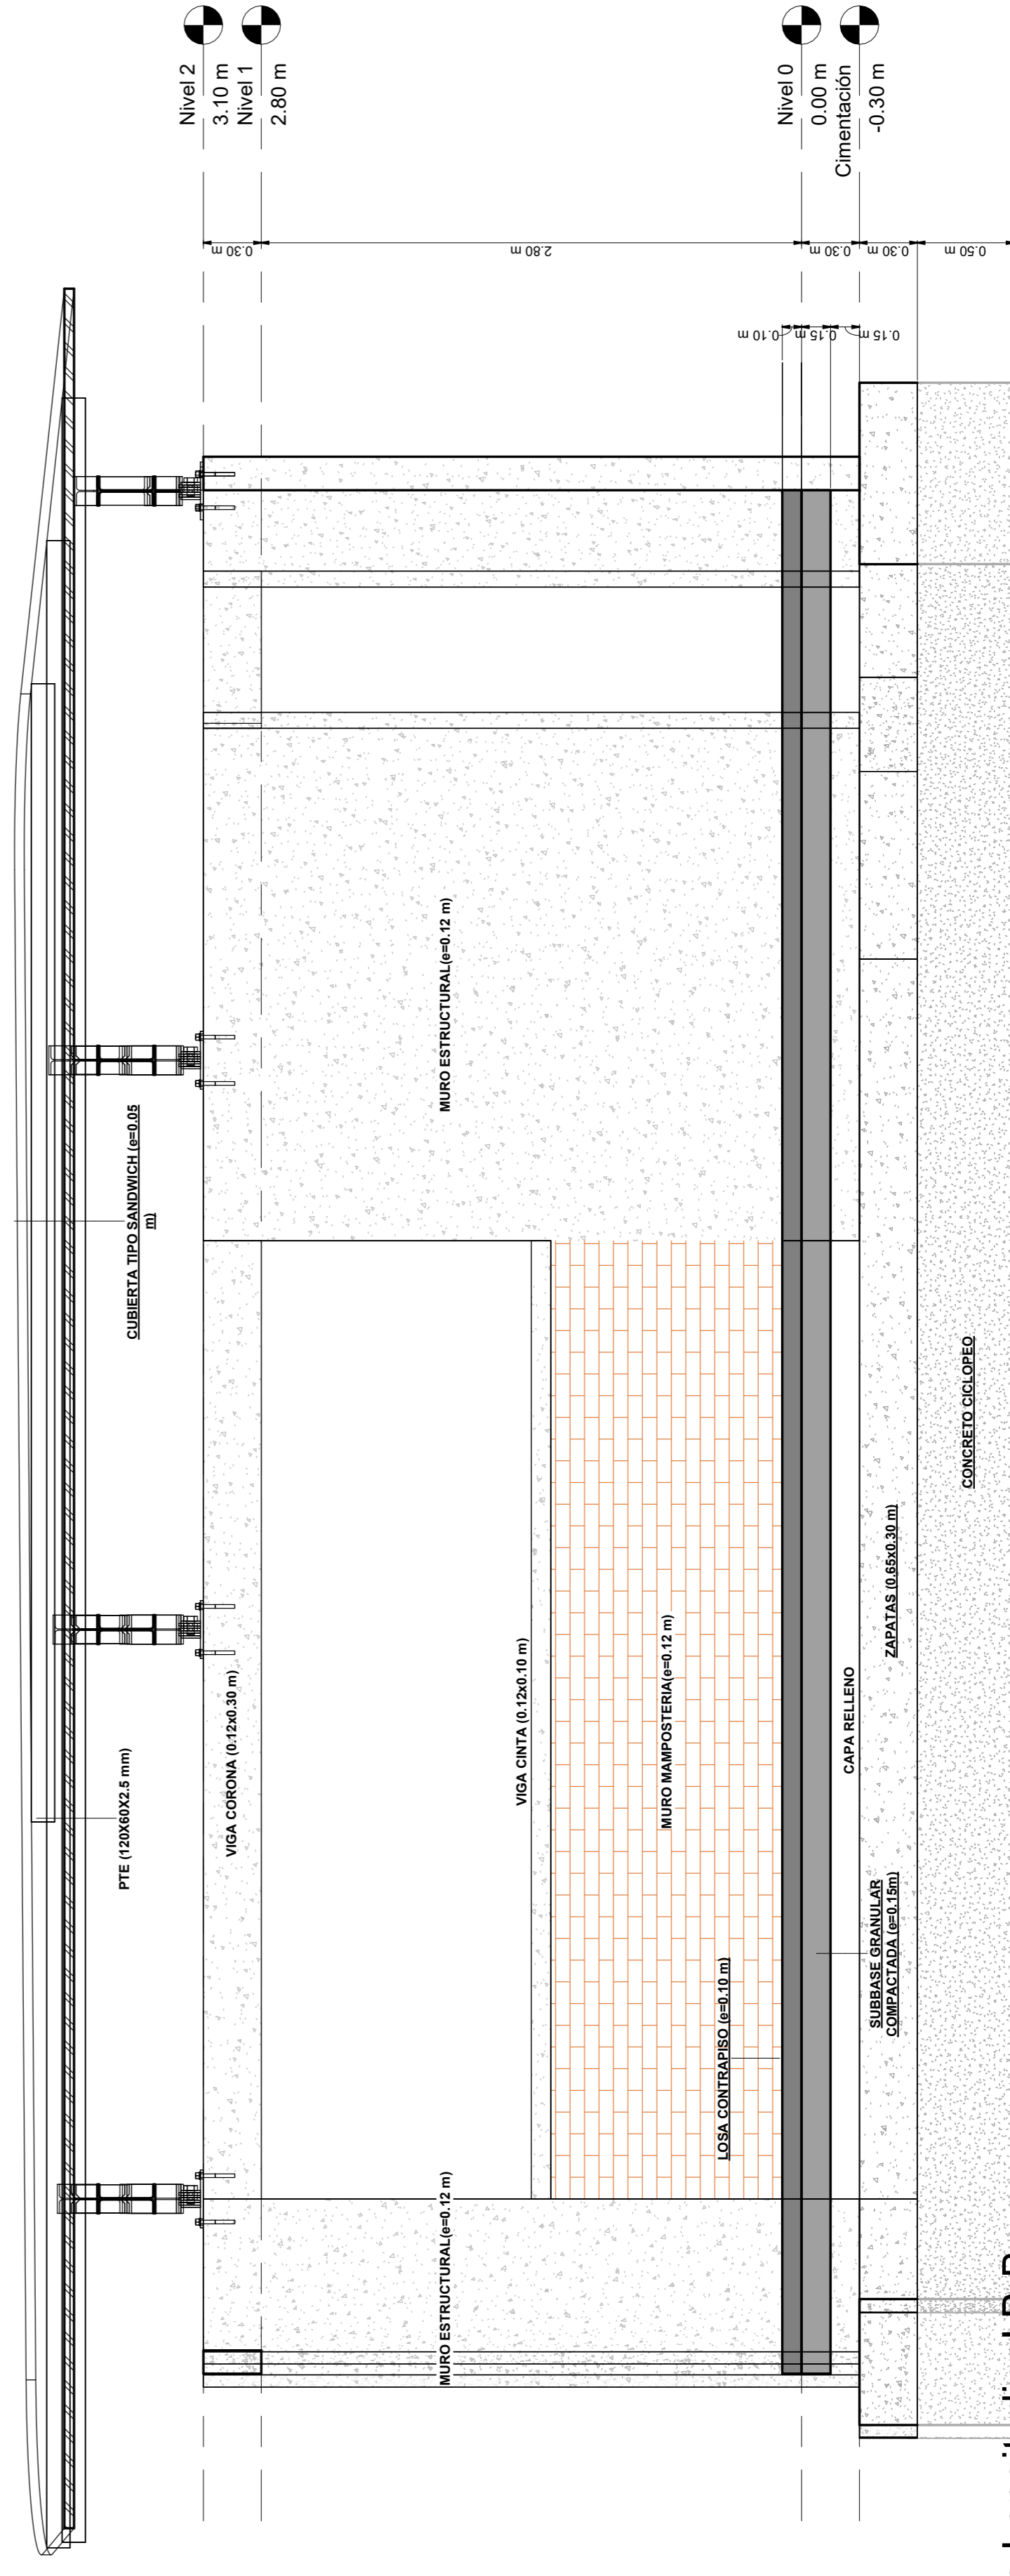 Nivel 2
3.10 m
Nivel 1
2.80 m
Nivel 0
0.00 m
Cimentación
-0.30 m
0.30 m
2.80 m
0.30 m
0.30 m
0.50 m
0.10 m
0.15 m
0.15 m
CUBIERTA TIPO SANDWICH (e=0.05
m)
PTE (120X60X2.5 mm)
VIGA CORONA (0.12x0.30 m)
MURO ESTRUCTURAL(e=0.12 m)
VIGA CINTA (0.12x0.10 m)
MURO MAMPOSTERIA(e=0.12 m)
MURO ESTRUCTURAL(e=0.12 m)
LOSA CONTRAPISO (e=0.10 m)
CAPA RELLENO
SUBBASE GRANULAR
COMPACTADA (e=0.15m)
ZAPATAS (0.65x0.30 m)
CONCRETO CICLOPEO